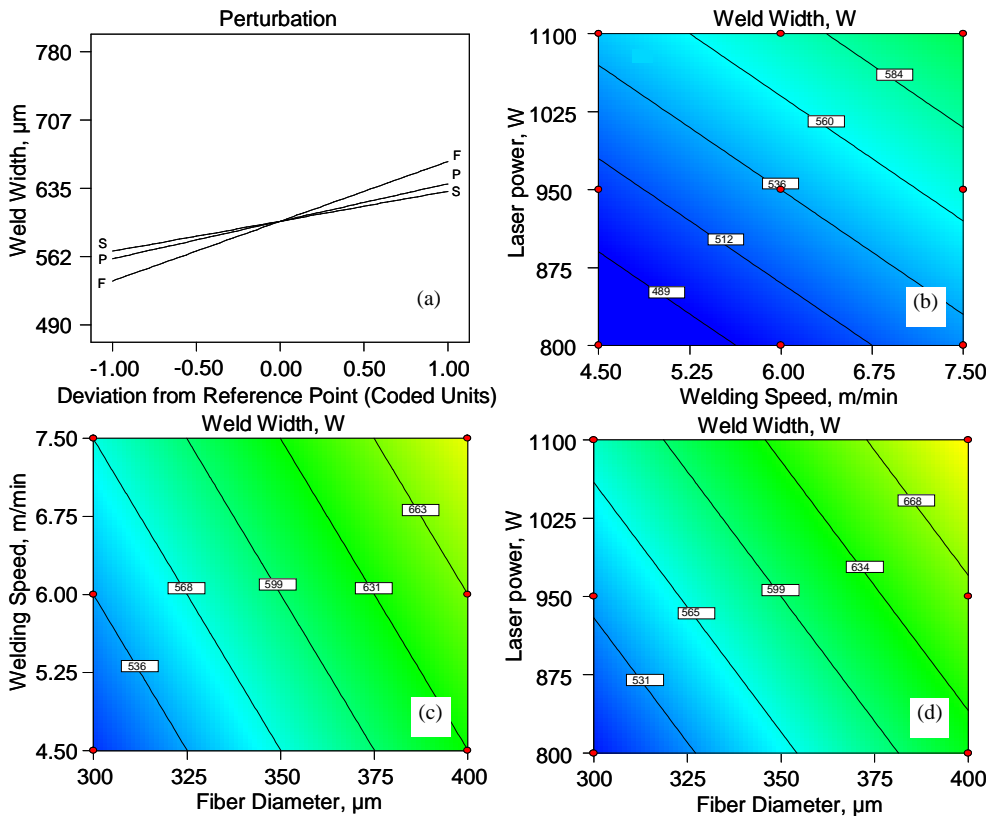 Perturbation
Weld Width, µm
780
707
635
562
490
S
P
F
F
P
S
(a)
-1.00
-0.50
0.00
0.50
1.00
Deviation from Reference Point (Coded Units)
Weld Width, W
Laser power, W
1100
1025
950
875
800
584
560
536
512
489
(b)
4.50
5.25
6.00
6.75
7.50
Welding Speed, m/min
Weld Width, W
Welding Speed, m/min
7.50
6.75
6.00
5.25
4.50
663
568
599
631
536
(c)
300
325
350
375
400
Fiber Diameter, µm
Weld Width, W
Laser power, W
1100
1025
950
875
800
668
634
599
565
531
(d)
300
325
350
375
400
Fiber Diameter, µm